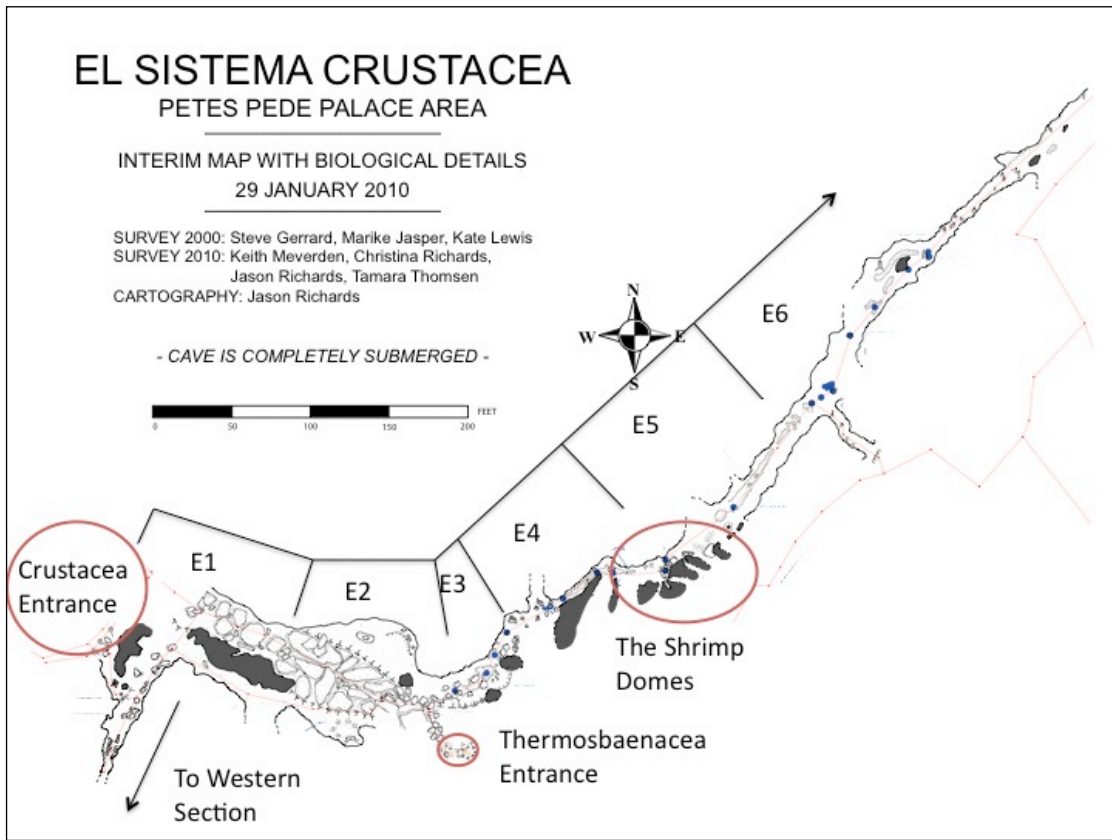 EL SISTEMA CRUSTACEA
PETES PEDE PALACE AREA
INTERIM MAP WITH BIOLOGICAL DETAILS
29 JANUARY 2010
SURVEY 2000: Steve Gerrard, Marike Jasper, Kate Lewis
SURVEY 2010: Keith Meverden, Christina Richards,
Jason Richards, Tamara Thomsen
CARTOGRAPHY: Jason Richards
- CAVE IS COMPLETELY SUBMERGED -
FEET
0 50 100 150 200
N
W E
S
E6
E5
E4
E3
E2
E1
Crustacea
Entrance
The Shrimp
Domes
Thermosbaenacea
Entrance
To Western
Section